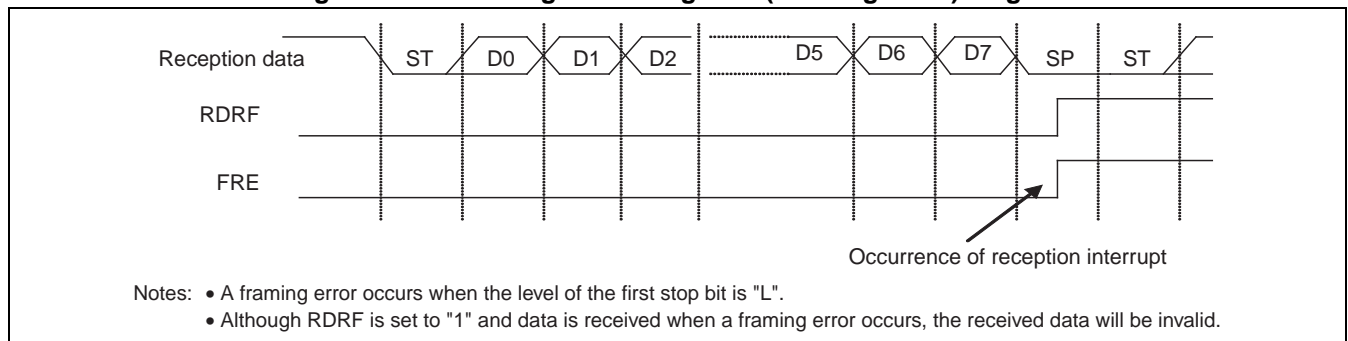 Reception data
ST D0 D1 D2 D5 D6 D7 SP ST
RDRF
FRE
Occurrence of reception interrupt
Notes: • A framing error occurs when the level of the first stop bit is "L".
• Although RDRF is set to "1" and data is received when a framing error occurs, the received data will be invalid.